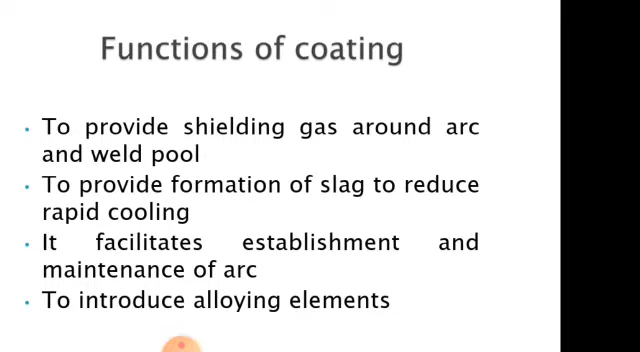 Functions of coating
• To provide shielding gas around arc
and weld pool
• To provide formation of slag to reduce
rapid cooling
• It facilitates establishment and
maintenance of arc
• To introduce alloying elements